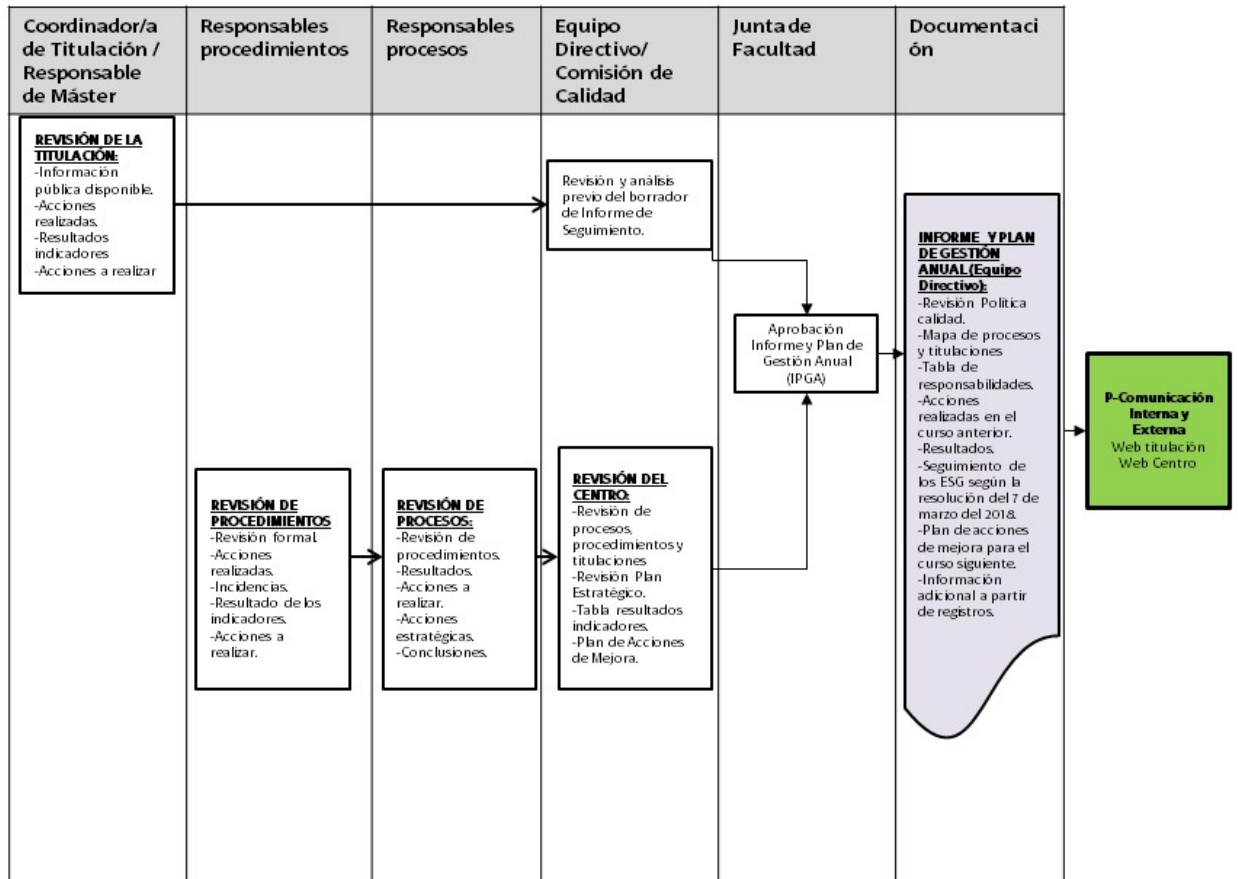 Coordinador/a
de Titulación /
Responsable
de Máster
Responsables
procedimientos
Responsables
procesos
Equipo
Directivo/
Comisión de
Calidad
Junta de
Facultad
Documentaci
ón
REVISIÓN DE LA
TITULACIÓN:
-Información
pública disponible.
-Acciones
realizadas.
-Resultados
indicadores
-Acciones a realizar
Revisión y análisis
previo del borrador
de Informe de
Seguimiento.
REVISIÓN DE
PROCEDIMIENTOS
-Revisión formal.
-Acciones
realizadas.
-Incidencias.
-Resultado de los
indicadores.
-Acciones a
realizar.
REVISIÓN DE
PROCESOS:
-Revisión de
procedimientos.
-Resultados.
-Acciones a
realizar.
-Acciones
estratégicas.
-Conclusiones.
REVISIÓN DEL
CENTRO:
-Revisión de
procesos,
procedimientos y
titulaciones
-Revisión Plan
Estratégico.
-Tabla resultados
indicadores.
-Plan de Acciones
de Mejora.
Aprobación
Informe y Plan de
Gestión Anual
(IPGA)
INFORME Y PLAN
DE GESTIÓN
ANUAL (Equipo
Directivo):
-Revisión Política
calidad.
-Mapa de procesos
y titulaciones
-Tabla de
responsabilidades.
-Acciones
realizadas en el
curso anterior.
-Resultados.
-Seguimiento de
los ESG según la
resolución del 7 de
marzo del 2018.
-Plan de acciones
de mejora para el
curso siguiente.
-Información
adicional a partir
de registros.
P-Comunicación
Interna y
Externa
Web titulación
Web Centro